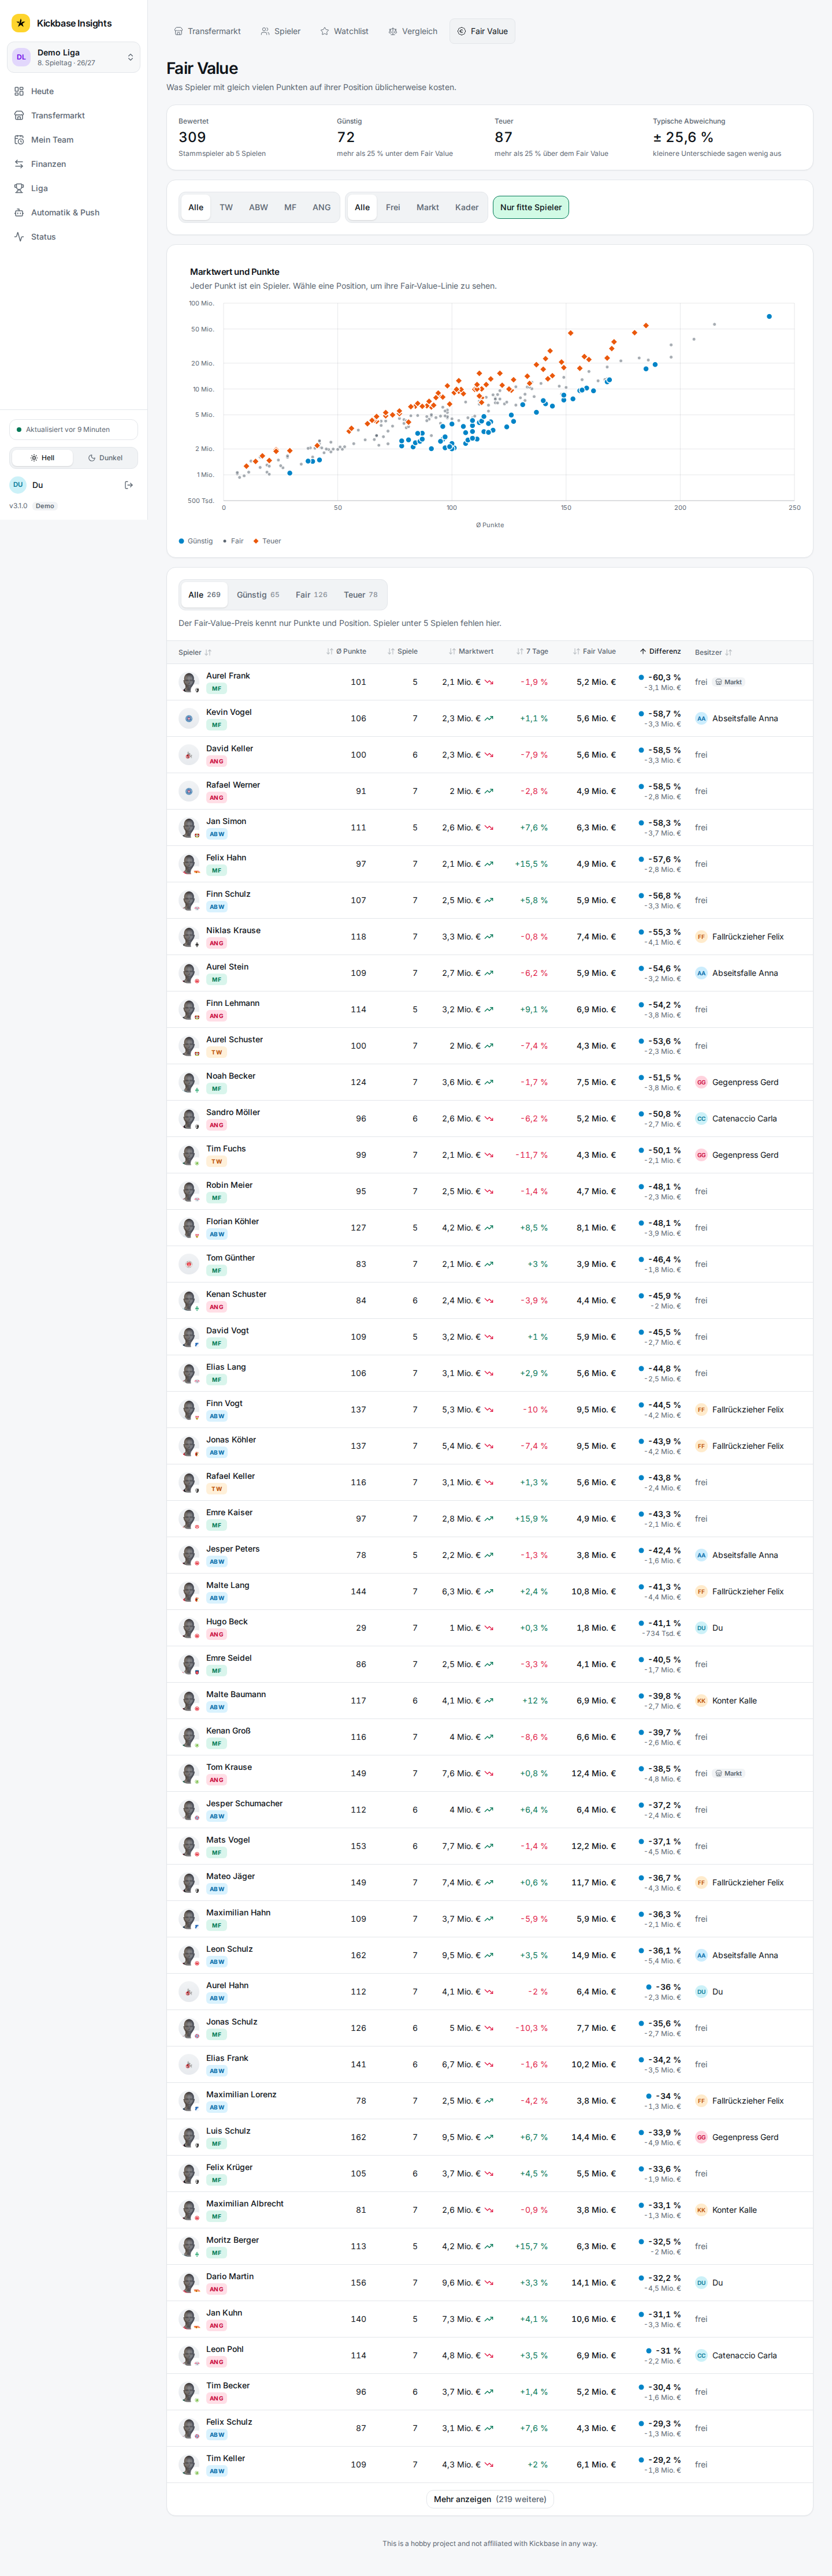 Kickbase Insights
DL Demo Liga
8. Spieltag · 26/27
Heute
Transfermarkt
Mein Team
Finanzen
Liga
Automatik & Push
Status
Aktualisiert vor 9 Minuten
Hell Dunkel
DU Du
v3.1.0 Demo
Transfermarkt Spieler Watchlist Vergleich Fair Value
Fair Value
Was Spieler mit gleich vielen Punkten auf ihrer Position üblicherweise kosten.
Bewertet Günstig Teuer Typische Abweichung
309 72 87 ± 25,6 %
Stammspieler ab 5 Spielen mehr als 25 % unter dem Fair Value mehr als 25 % über dem Fair Value kleinere Unterschiede sagen wenig aus
Alle TW ABW MF ANG Alle Frei Markt Kader Nur fitte Spieler
Marktwert und Punkte
Jeder Punkt ist ein Spieler. Wähle eine Position, um ihre Fair-Value-Linie zu sehen.
100 Mio.
50 Mio.
20 Mio.
10 Mio.
5 Mio.
2 Mio.
1 Mio.
500 Tsd.
0 50 100 150 200 250
Ø Punkte
Günstig Fair Teuer
Alle 269 Günstig 65 Fair 126 Teuer 78
Der Fair-Value-Preis kennt nur Punkte und Position. Spieler unter 5 Spielen fehlen hier.
Spieler Ø Punkte Spiele Marktwert 7 Tage Fair Value Differenz Besitzer
Aurel Frank MF 101 5 2,1 Mio. € -1,9 % 5,2 Mio. € -60,3 % -3,1 Mio. € frei Markt
Kevin Vogel MF 106 7 2,3 Mio. € +1,1 % 5,6 Mio. € -58,7 % -3,3 Mio. € AA Abseitsfalle Anna
David Keller ANG 100 6 2,3 Mio. € -7,9 % 5,6 Mio. € -58,5 % -3,3 Mio. € frei
Rafael Werner ANG 91 7 2 Mio. € -2,8 % 4,9 Mio. € -58,5 % -2,8 Mio. € frei
Jan Simon ABW 111 5 2,6 Mio. € +7,6 % 6,3 Mio. € -58,3 % -3,7 Mio. € frei
Felix Hahn MF 97 7 2,1 Mio. € +15,5 % 4,9 Mio. € -57,6 % -2,8 Mio. € frei
Finn Schulz ABW 107 7 2,5 Mio. € +5,8 % 5,9 Mio. € -56,8 % -3,3 Mio. € frei
Niklas Krause ANG 118 7 3,3 Mio. € -0,8 % 7,4 Mio. € -55,3 % -4,1 Mio. € FF Fallrückzieher Felix
Aurel Stein MF 109 7 2,7 Mio. € -6,2 % 5,9 Mio. € -54,6 % -3,2 Mio. € AA Abseitsfalle Anna
Finn Lehmann ANG 114 5 3,2 Mio. € +9,1 % 6,9 Mio. € -54,2 % -3,8 Mio. € frei
Aurel Schuster TW 100 7 2 Mio. € -7,4 % 4,3 Mio. € -53,6 % -2,3 Mio. € frei
Noah Becker MF 124 7 3,6 Mio. € -1,7 % 7,5 Mio. € -51,5 % -3,8 Mio. € GG Gegenpress Gerd
Sandro Möller ANG 96 6 2,6 Mio. € -6,2 % 5,2 Mio. € -50,8 % -2,7 Mio. € CC Catenaccio Carla
Tim Fuchs TW 99 7 2,1 Mio. € -11,7 % 4,3 Mio. € -50,1 % -2,1 Mio. € GG Gegenpress Gerd
Robin Meier MF 95 7 2,5 Mio. € -1,4 % 4,7 Mio. € -48,1 % -2,3 Mio. € frei
Florian Köhler ABW 127 5 4,2 Mio. € +8,5 % 8,1 Mio. € -48,1 % -3,9 Mio. € frei
Tom Günther MF 83 7 2,1 Mio. € +3 % 3,9 Mio. € -46,4 % -1,8 Mio. € frei
Kenan Schuster ANG 84 6 2,4 Mio. € -3,9 % 4,4 Mio. € -45,9 % -2 Mio. € frei
David Vogt MF 109 5 3,2 Mio. € +1 % 5,9 Mio. € -45,5 % -2,7 Mio. € frei
Elias Lang MF 106 7 3,1 Mio. € +2,9 % 5,6 Mio. € -44,8 % -2,5 Mio. € frei
Finn Vogt ABW 137 7 5,3 Mio. € -10 % 9,5 Mio. € -44,5 % -4,2 Mio. € FF Fallrückzieher Felix
Jonas Köhler ABW 137 7 5,4 Mio. € -7,4 % 9,5 Mio. € -43,9 % -4,2 Mio. € FF Fallrückzieher Felix
Rafael Keller TW 116 7 3,1 Mio. € +1,3 % 5,6 Mio. € -43,8 % -2,4 Mio. € frei
Emre Kaiser MF 97 7 2,8 Mio. € +15,9 % 4,9 Mio. € -43,3 % -2,1 Mio. € frei
Jesper Peters ABW 78 5 2,2 Mio. € -1,3 % 3,8 Mio. € -42,4 % -1,6 Mio. € AA Abseitsfalle Anna
Malte Lang ABW 144 7 6,3 Mio. € +2,4 % 10,8 Mio. € -41,3 % -4,4 Mio. € FF Fallrückzieher Felix
Hugo Beck ANG 29 7 1 Mio. € +0,3 % 1,8 Mio. € -41,1 % -734 Tsd. € DU Du
Emre Seidel MF 86 7 2,5 Mio. € -3,3 % 4,1 Mio. € -40,5 % -1,7 Mio. € frei
Malte Baumann ABW 117 6 4,1 Mio. € +12 % 6,9 Mio. € -39,8 % -2,7 Mio. € KK Konter Kalle
Kenan Groß MF 116 7 4 Mio. € -8,6 % 6,6 Mio. € -39,7 % -2,6 Mio. € frei
Tom Krause ANG 149 7 7,6 Mio. € +0,8 % 12,4 Mio. € -38,5 % -4,8 Mio. € frei Markt
Jesper Schumacher ABW 112 6 4 Mio. € +6,4 % 6,4 Mio. € -37,2 % -2,4 Mio. € frei
Mats Vogel MF 153 6 7,7 Mio. € -1,4 % 12,2 Mio. € -37,1 % -4,5 Mio. € frei
Mateo Jäger ABW 149 7 7,4 Mio. € +0,6 % 11,7 Mio. € -36,7 % -4,3 Mio. € FF Fallrückzieher Felix
Maximilian Hahn MF 109 7 3,7 Mio. € -5,9 % 5,9 Mio. € -36,3 % -2,1 Mio. € frei
Leon Schulz ABW 162 7 9,5 Mio. € +3,5 % 14,9 Mio. € -36,1 % -5,4 Mio. € AA Abseitsfalle Anna
Aurel Hahn ABW 112 7 4,1 Mio. € -2 % 6,4 Mio. € -36 % -2,3 Mio. € DU Du
Jonas Schulz MF 126 6 5 Mio. € -10,3 % 7,7 Mio. € -35,6 % -2,7 Mio. € frei
Elias Frank ABW 141 6 6,7 Mio. € -1,6 % 10,2 Mio. € -34,2 % -3,5 Mio. € frei
Maximilian Lorenz ABW 78 7 2,5 Mio. € -4,2 % 3,8 Mio. € -34 % -1,3 Mio. € FF Fallrückzieher Felix
Luis Schulz MF 162 7 9,5 Mio. € +6,7 % 14,4 Mio. € -33,9 % -4,9 Mio. € GG Gegenpress Gerd
Felix Krüger MF 105 6 3,7 Mio. € +4,5 % 5,5 Mio. € -33,6 % -1,9 Mio. € frei
Maximilian Albrecht MF 81 7 2,6 Mio. € -0,9 % 3,8 Mio. € -33,1 % -1,3 Mio. € KK Konter Kalle
Moritz Berger MF 113 5 4,2 Mio. € +15,7 % 6,3 Mio. € -32,5 % -2 Mio. € frei
Dario Martin ANG 156 7 9,6 Mio. € +3,3 % 14,1 Mio. € -32,2 % -4,5 Mio. € DU Du
Jan Kuhn ANG 140 5 7,3 Mio. € +4,1 % 10,6 Mio. € -31,1 % -3,3 Mio. € frei
Leon Pohl ANG 114 7 4,8 Mio. € +3,5 % 6,9 Mio. € -31 % -2,2 Mio. € CC Catenaccio Carla
Tim Becker ANG 96 6 3,7 Mio. € +1,4 % 5,2 Mio. € -30,4 % -1,6 Mio. € frei
Felix Schulz ABW 87 7 3,1 Mio. € +7,6 % 4,3 Mio. € -29,3 % -1,3 Mio. € frei
Tim Keller ABW 109 7 4,3 Mio. € +2 % 6,1 Mio. € -29,2 % -1,8 Mio. € frei
Mehr anzeigen (219 weitere)
This is a hobby project and not affiliated with Kickbase in any way.